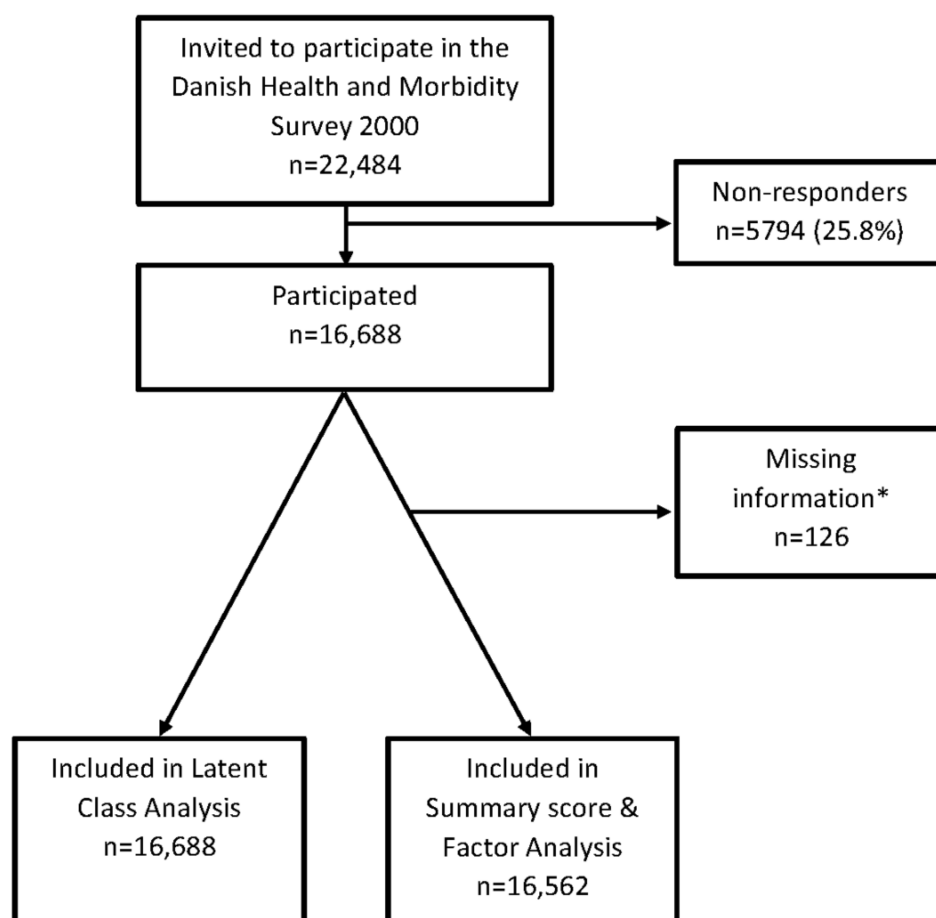 Invited to participate in the
Danish Health and Morbidity
Survey 2000
n=22,484
Non-responders
n=5794 (25.8%)
Participated
n=16,688
Missing
information*
n=126
Included in Latent
Class Analysis
n=16,688
Included in
Summary score &
Factor Analysis
n=16,562